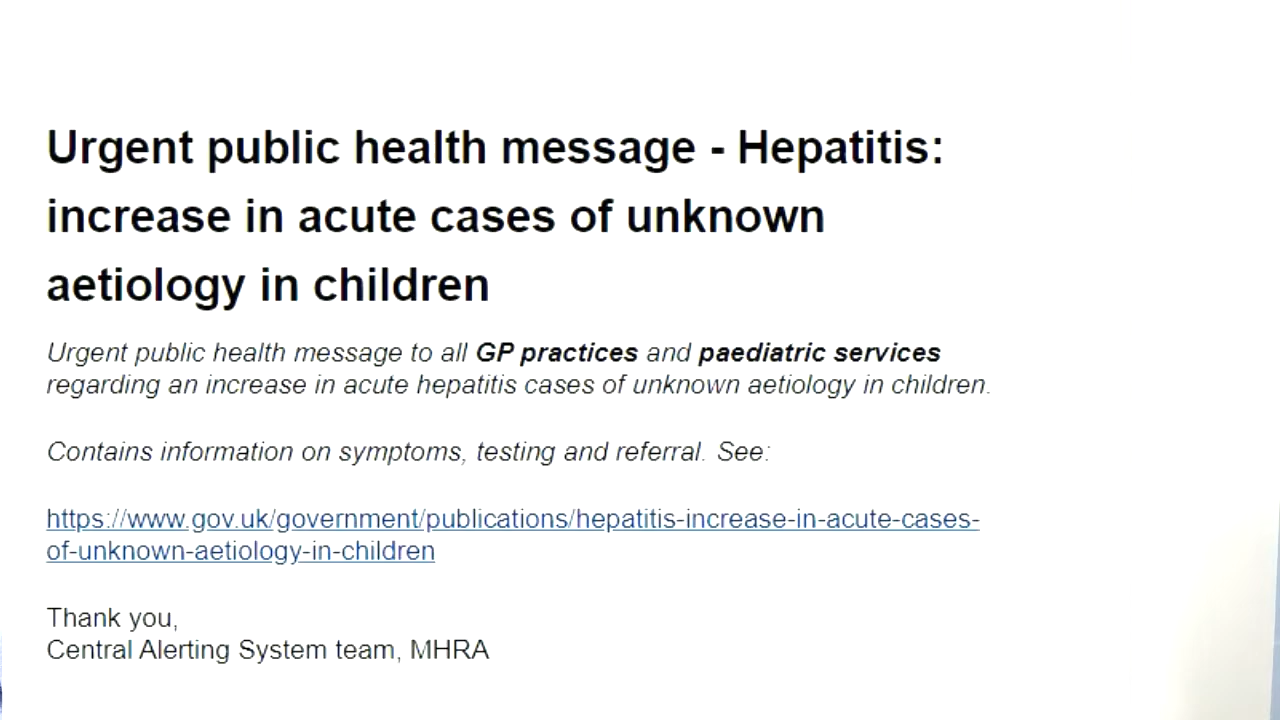 Urgent public health message - Hepatitis:
increase in acute cases of unknown
aetiology in children
Urgent public health message to all GP practices and paediatric services
regarding an increase in acute hepatitis cases of unknown aetiology in children.
Contains information on symptoms, testing and referral. See:
https://www.gov.uk/government/publications/hepatitis-increase-in-acute-cases-
of-unknown-aetiology-in-children
Thank you,
Central Alerting System team, MHRA